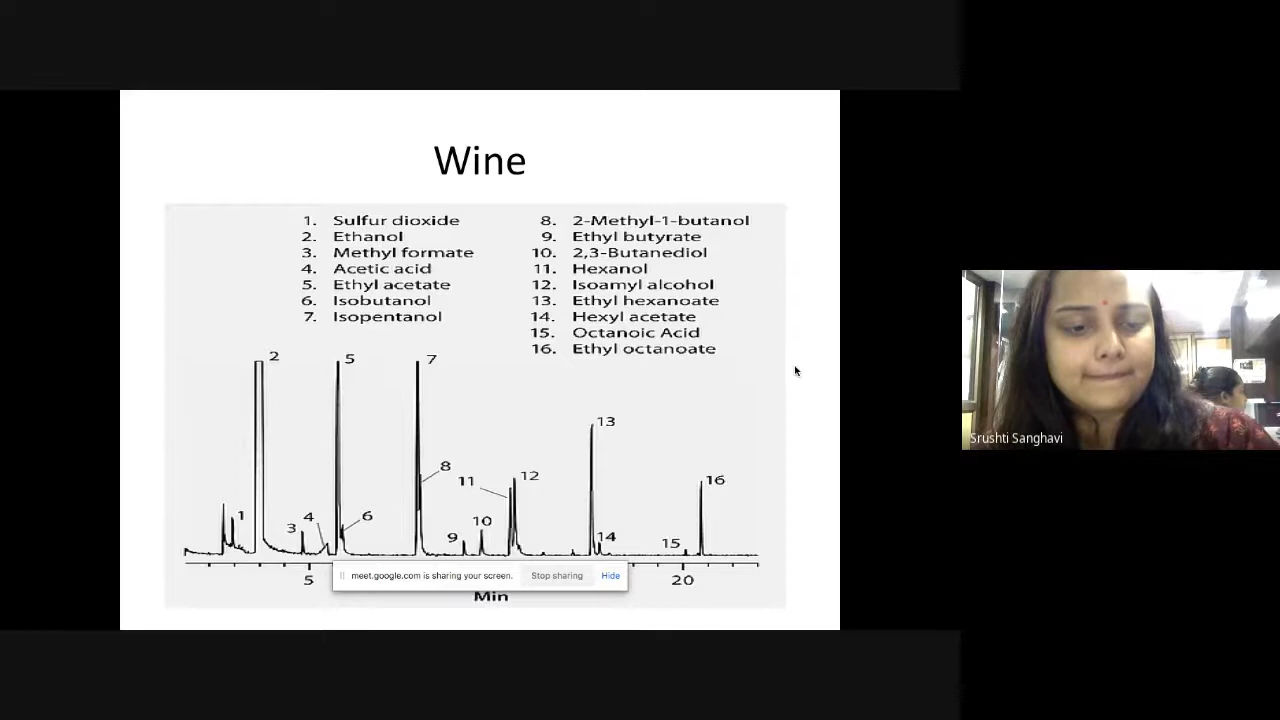 Wine
1. Sulfur dioxide
2. Ethanol
3. Methyl formate
4. Acetic acid
5. Ethyl acetate
6. Isobutanol
7. Isopentanol
8. 2-Methyl-1-butanol
9. Ethyl butyrate
10. 2,3-Butanediol
11. Hexanol
12. Isoamyl alcohol
13. Ethyl hexanoate
14. Hexyl acetate
15. Octanoic Acid
16. Ethyl octanoate
2
5
7
13
8
11
12
16
1
3
4
6
9
10
14
15
5
20
meet.google.com is sharing your screen. Stop sharing Hide
Min
Srushti Sanghavi